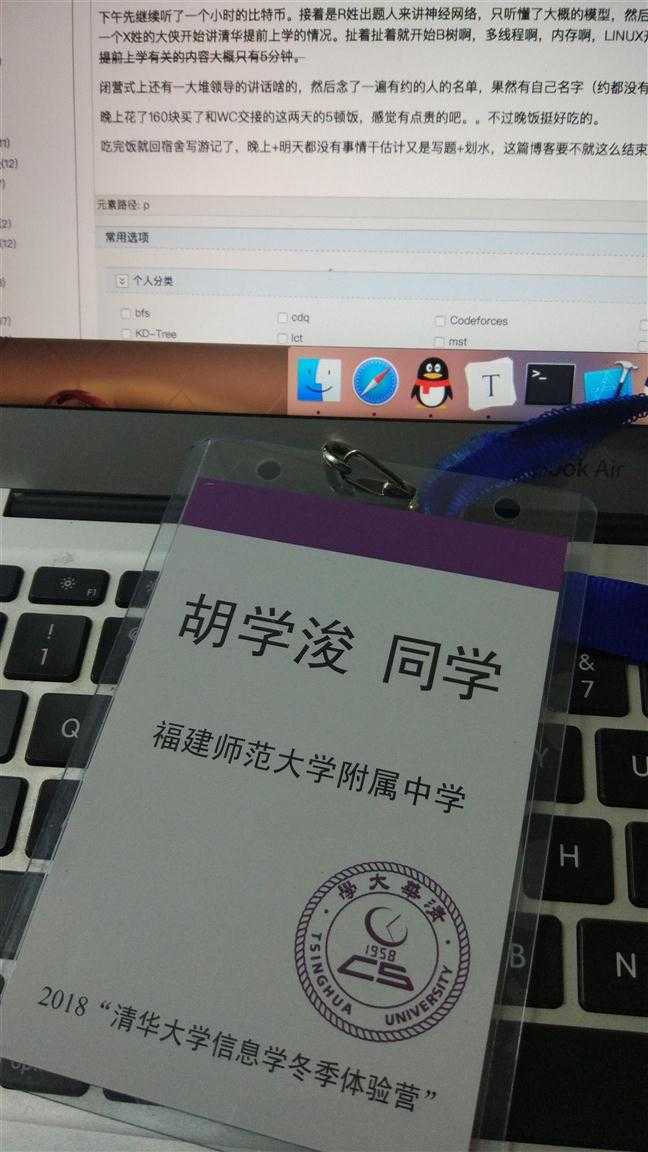 下午先继续听了一个小时的比特币。接着是R姓出题人来讲神经网络，只听懂了大概的模型，然后
一个X姓的大侠开始讲清华提前上学的情况。扯着扯着就开始B树啊，多线程啊，内存啊，LINUX
提前上学有关的内容大概只有5分钟。
闭营式上还有一大堆领导的讲话啥的，然后念了一遍有约的人的名单，果然有自己名字（约都没有
晚上花了160块买了和WC交接的这两天的5顿饭，感觉有点贵的吧。。不过晚饭挺好吃的。
吃完饭就回宿舍写游记了，晚上+明天都没有事情干估计又是写题+划水，这篇博客要不就这么结束
元素路径: p
常用选项
个人分类
bfs
cdq
Codeforces
KD-Tree
lct
mst
(12)
(2)
(12)
T
>_
ook Air
F1
!
1
&
7
Q
Y
U
H
B
N
胡学浚 同学
福建师范大学附属中学
清华大學
1958
CS
TSINGHUA UNIVERSITY
2018 “清华大学信息学冬季体验营”